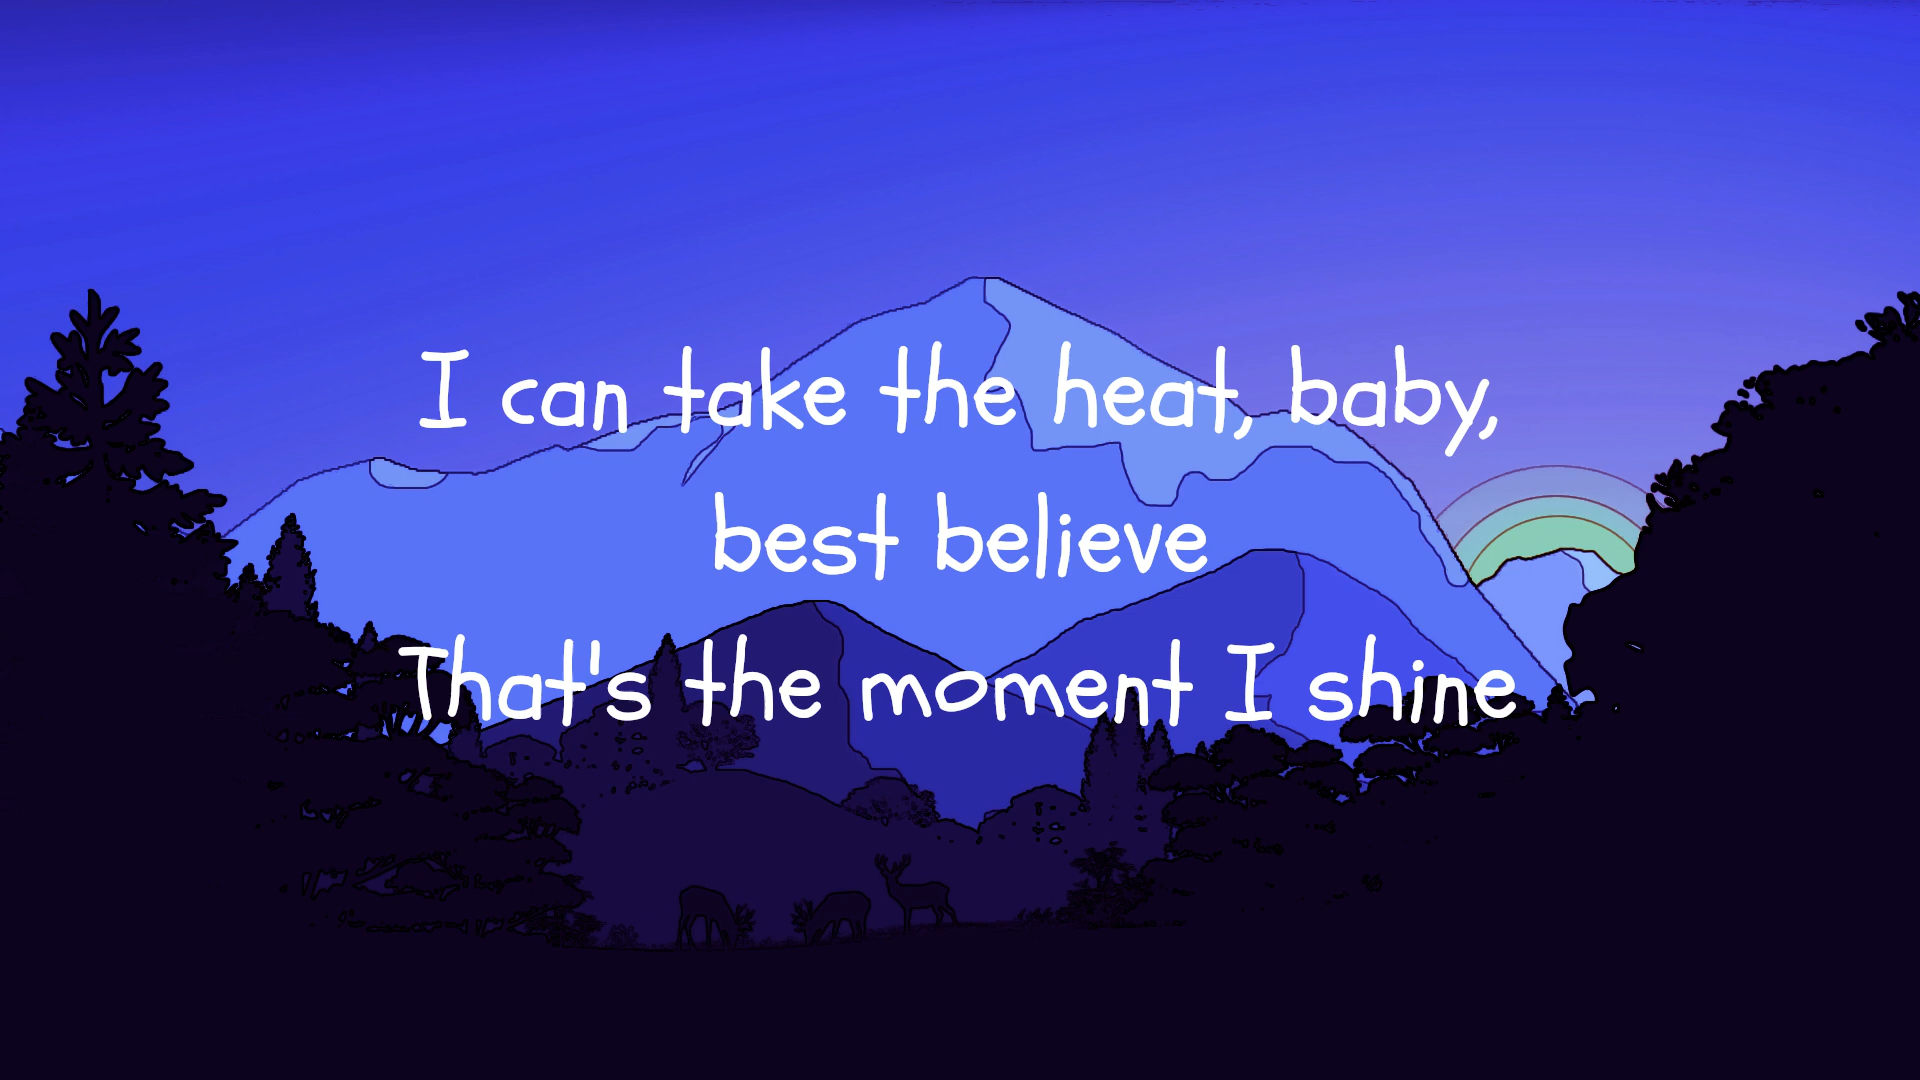 I can take the heat, baby,
best believe
That's the moment I shine